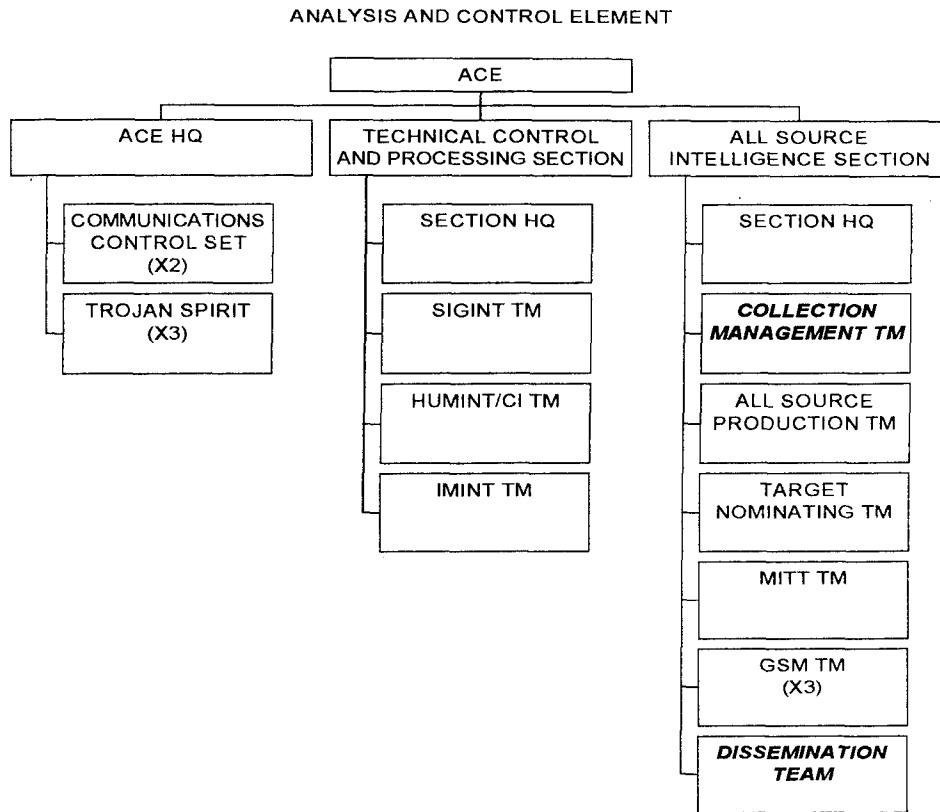 ANALYSIS AND CONTROL ELEMENT
ACE
ACE HQ
COMMUNICATIONS
CONTROL SET
(X2)
TROJAN SPIRIT
(X3)
TECHNICAL CONTROL
AND PROCESSING SECTION
SECTION HQ
SIGINT TM
HUMINT/CI TM
IMINT TM
ALL SOURCE
INTELLIGENCE SECTION
SECTION HQ
COLLECTION
MANAGEMENT TM
ALL SOURCE
PRODUCTION TM
TARGET
NOMINATING TM
MITT TM
GSM TM
(X3)
DISSEMINATION
TEAM